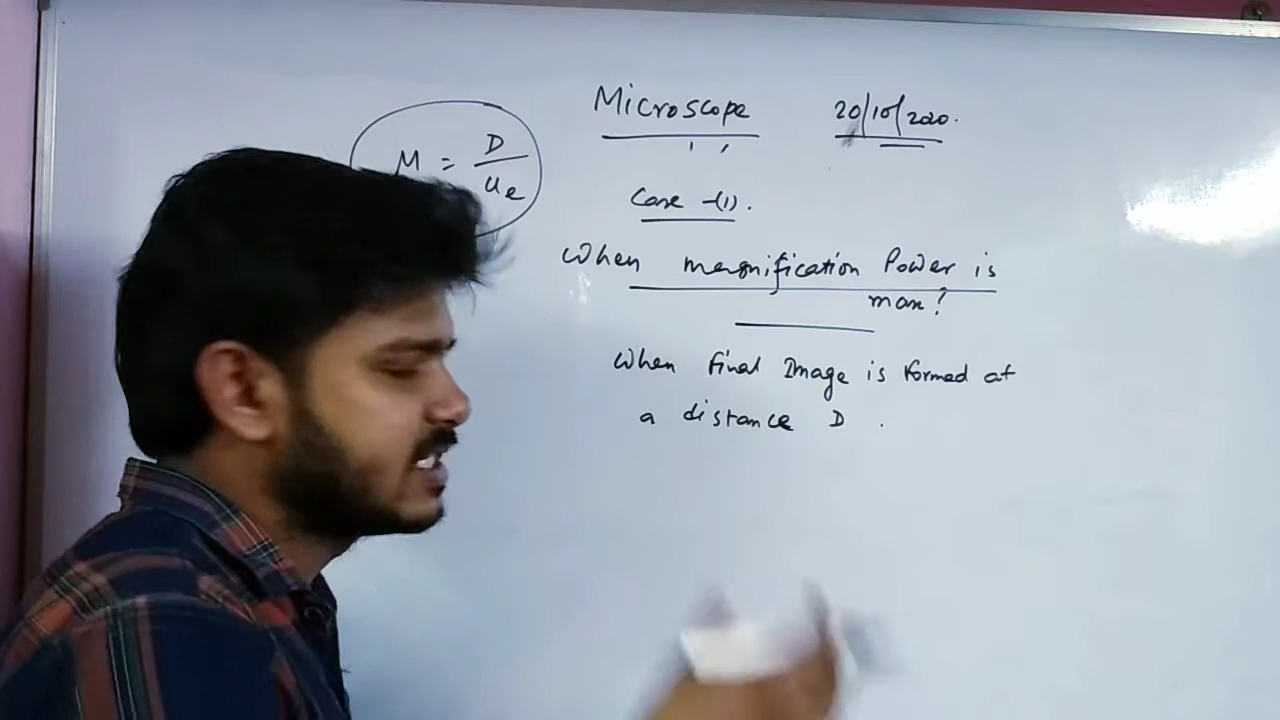 Microscope 20/10/2020.
M = D/ue
Case -(1).
When magnification Power is
max?
When Final Image is Formed at
a distance D .